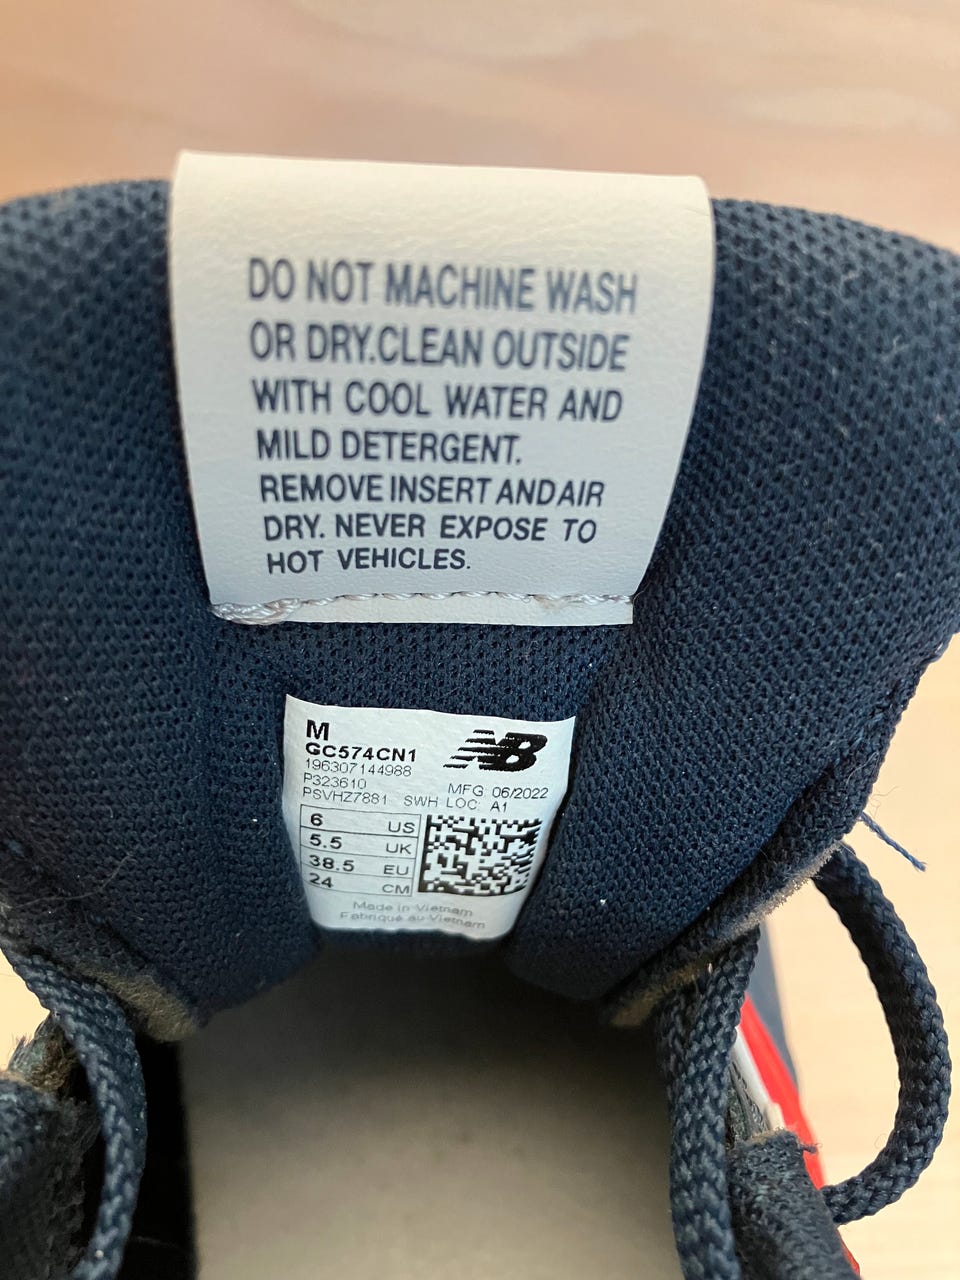 DO NOT MACHINE WASH
OR DRY.CLEAN OUTSIDE
WITH COOL WATER AND
MILD DETERGENT.
REMOVE INSERT AND AIR
DRY. NEVER EXPOSE TO
HOT VEHICLES.
M
GC574CN1
196307144988
P323610
PSVHZ7881 SWH LOC: A1
NB
MFG 06/2022
6 US
5.5 UK
38.5 EU
24 CM
Made in Vietnam
Fabriqué au Vietnam